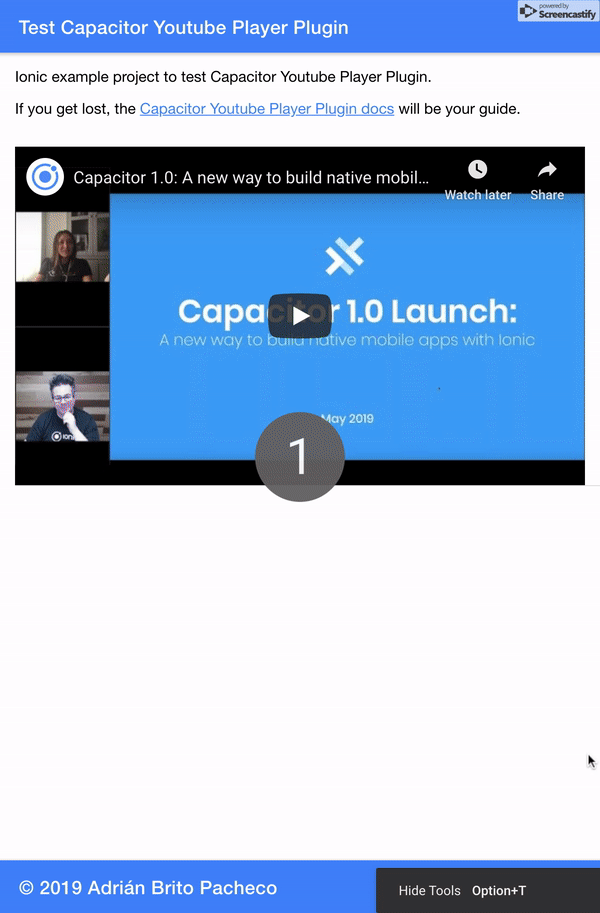 Test Capacitor Youtube Player Plugin
powered by
Screencastify
Ionic example project to test Capacitor Youtube Player Plugin.
If you get lost, the Capacitor Youtube Player Plugin docs will be your guide.
Capacitor 1.0: A new way to build native mobil…
Watch later
Share
Capacitor 1.0 Launch:
A new way to build native mobile apps with Ionic
May 2019
1
© 2019 Adrián Brito Pacheco
Hide Tools Option+T